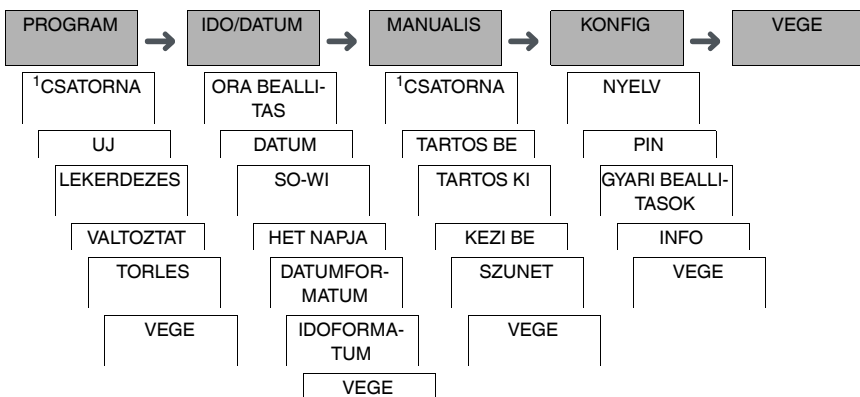 PROGRAM
IDO/DATUM
MANUALIS
KONFIG
VEGE
¹CSATORNA
UJ
LEKERDEZES
VALTOZTAT
TORLES
VEGE
ORA BEALLI-
TAS
DATUM
SO-WI
HET NAPJA
DATUMFOR-
MATUM
IDOFORMA-
TUM
VEGE
¹CSATORNA
TARTOS BE
TARTOS KI
KEZI BE
SZUNET
VEGE
NYELV
PIN
GYARI BEALLI-
TASOK
INFO
VEGE